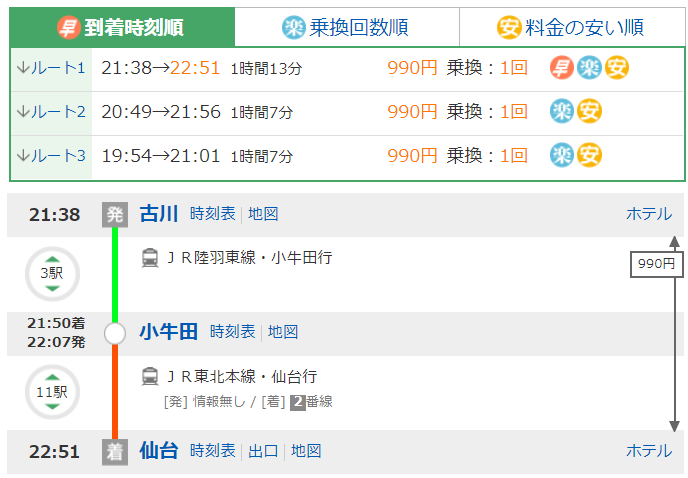 早 到着時刻順 楽 乗換回数順 安 料金の安い順
↓ルート1 21:38→22:51 1時間13分 990円 乗換：1回 早 楽 安
↓ルート2 20:49→21:56 1時間7分 990円 乗換：1回 楽 安
↓ルート3 19:54→21:01 1時間7分 990円 乗換：1回 楽 安
21:38 発 古川 時刻表 | 地図 ホテル
3駅 ＪＲ陸羽東線・小牛田行 990円
21:50着
22:07発 小牛田 時刻表 | 地図
11駅 ＪＲ東北本線・仙台行
[発] 情報無し / [着] 2番線
22:51 着 仙台 時刻表 | 出口 | 地図 ホテル